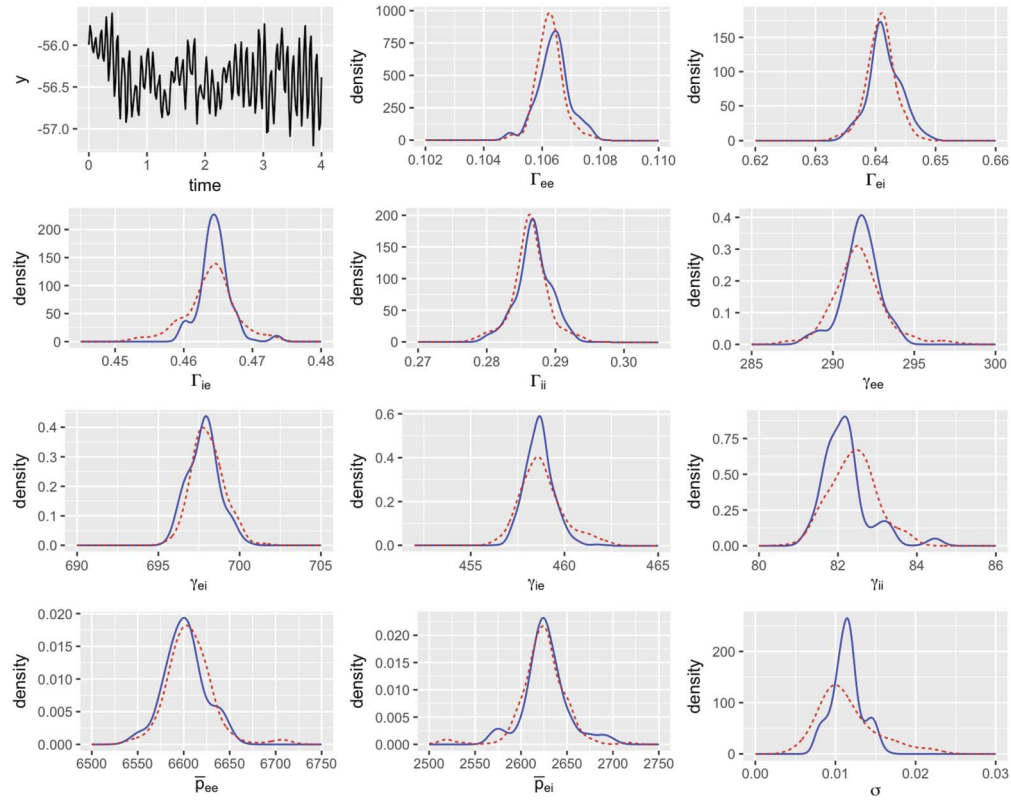 y
-56.0
-56.5
-57.0
0 1 2 3 4
time
density
1000
750
500
250
0
0.102 0.104 0.106 0.108 0.110
Γee
density
150
100
50
0
0.62 0.63 0.64 0.65 0.66
Γei
density
200
150
100
50
0
0.45 0.46 0.47 0.48
Γie
density
200
150
100
50
0
0.27 0.28 0.29 0.30
Γii
density
0.4
0.3
0.2
0.1
0.0
285 290 295 300
γee
density
0.4
0.3
0.2
0.1
0.0
690 695 700 705
γei
density
0.6
0.4
0.2
0.0
455 460 465
γie
density
0.75
0.50
0.25
0.00
80 82 84 86
γii
density
0.020
0.015
0.010
0.005
0.000
6500 6550 6600 6650 6700 6750
p̅ee
density
0.020
0.015
0.010
0.005
0.000
2500 2550 2600 2650 2700 2750
p̅ei
density
200
100
0
0.00 0.01 0.02 0.03
σ